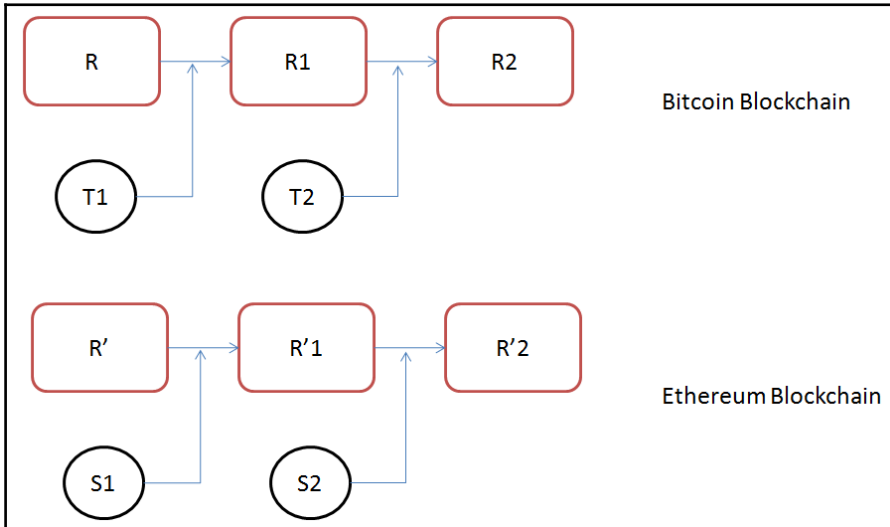 R
R1
R2
Bitcoin Blockchain
T1
T2
R’
R’1
R’2
Ethereum Blockchain
S1
S2